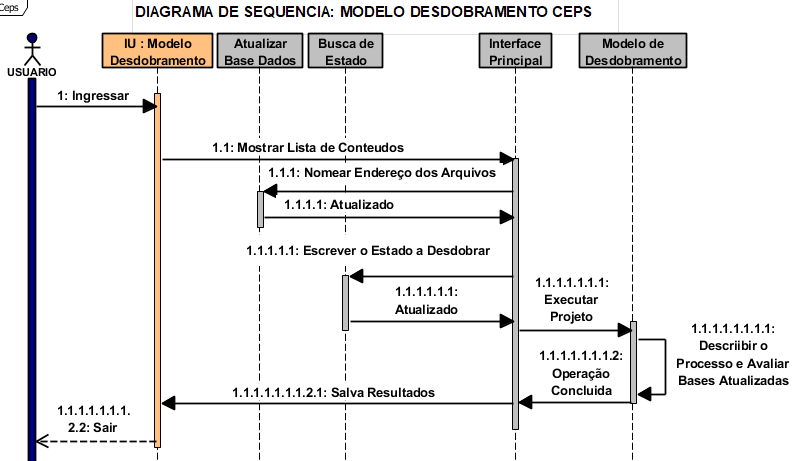 Ceps
DIAGRAMA DE SEQUENCIA: MODELO DESDOBRAMENTO CEPS
USUARIO
IU : Modelo
Desdobramento
Atualizar
Base Dados
Busca de
Estado
Interface
Principal
Modelo de
Desdobramento
1: Ingressar
1.1: Mostrar Lista de Conteudos
1.1.1: Nomear Endereço dos Arquivos
1.1.1.1: Atualizado
1.1.1.1.1: Escrever o Estado a Desdobrar
1.1.1.1.1.1:
Atualizado
1.1.1.1.1.1.1:
Executar
Projeto
1.1.1.1.1.1.1.1:
Descriibir o
Processo e Avaliar
Bases Atualizadas
1.1.1.1.1.1.1.2:
Operação
Concluida
1.1.1.1.1.1.1.2.1: Salva Resultados
1.1.1.1.1.1.1.
2.2: Sair